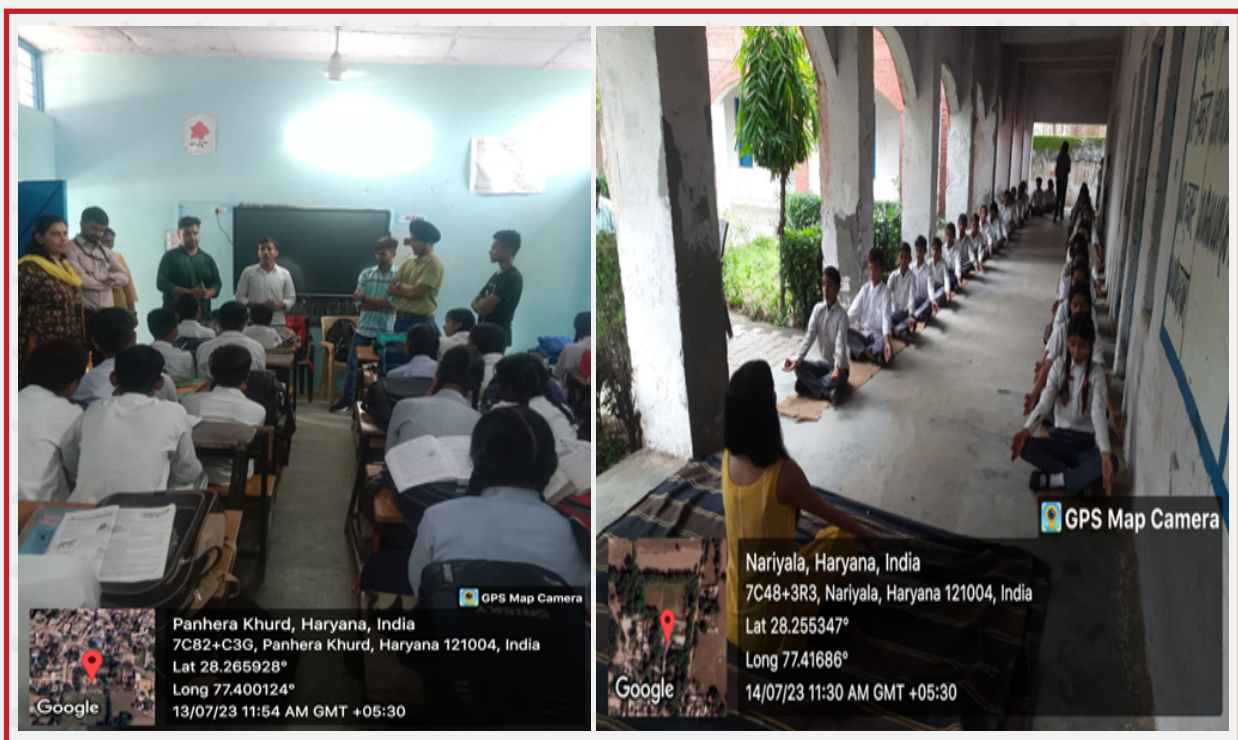 GPS Map Camera
Panhera Khurd, Haryana, India
7C82+C3G, Panhera Khurd, Haryana 121004, India
Lat 28.265928°
Long 77.400124°
13/07/23 11:54 AM GMT +05:30
Google
GPS Map Camera
Nariyala, Haryana, India
7C48+3R3, Nariyala, Haryana 121004, India
Lat 28.255347°
Long 77.41686°
14/07/23 11:30 AM GMT +05:30
Google